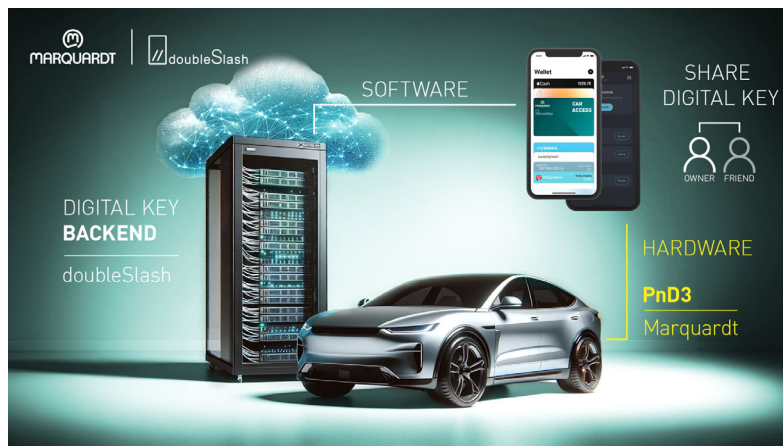 MARQUARDT
doubleSlash
SOFTWARE
Wallet
CAR
ACCESS
SHARE
DIGITAL KEY
OWNER
FRIEND
DIGITAL KEY
BACKEND
doubleSlash
HARDWARE
PnD3
Marquardt